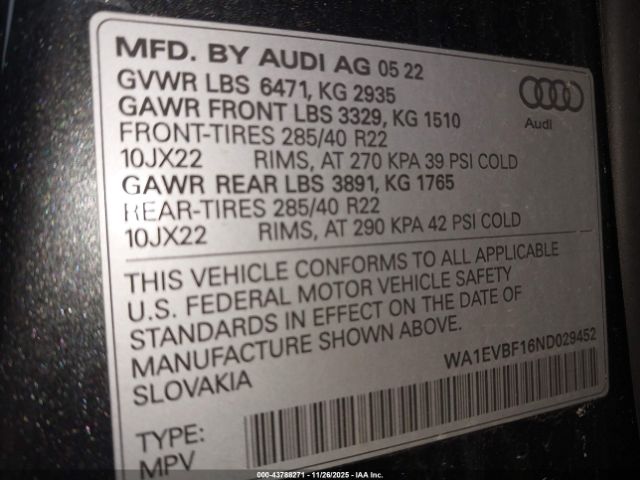 MFD. BY AUDI AG 05 22
GVWR LBS 6471, KG 2935
GAWR FRONT LBS 3329, KG 1510
FRONT-TIRES 285/40 R22
10JX22 RIMS, AT 270 KPA 39 PSI COLD
GAWR REAR LBS 3891, KG 1765
REAR-TIRES 285/40 R22
10JX22 RIMS, AT 290 KPA 42 PSI COLD
Audi
THIS VEHICLE CONFORMS TO ALL APPLICABLE
U.S. FEDERAL MOTOR VEHICLE SAFETY
STANDARDS IN EFFECT ON THE DATE OF
MANUFACTURE SHOWN ABOVE.
SLOVAKIA
WA1EVBF16ND029452
TYPE:
MPV
000-43788271 - 11/26/2025 - IAA Inc.